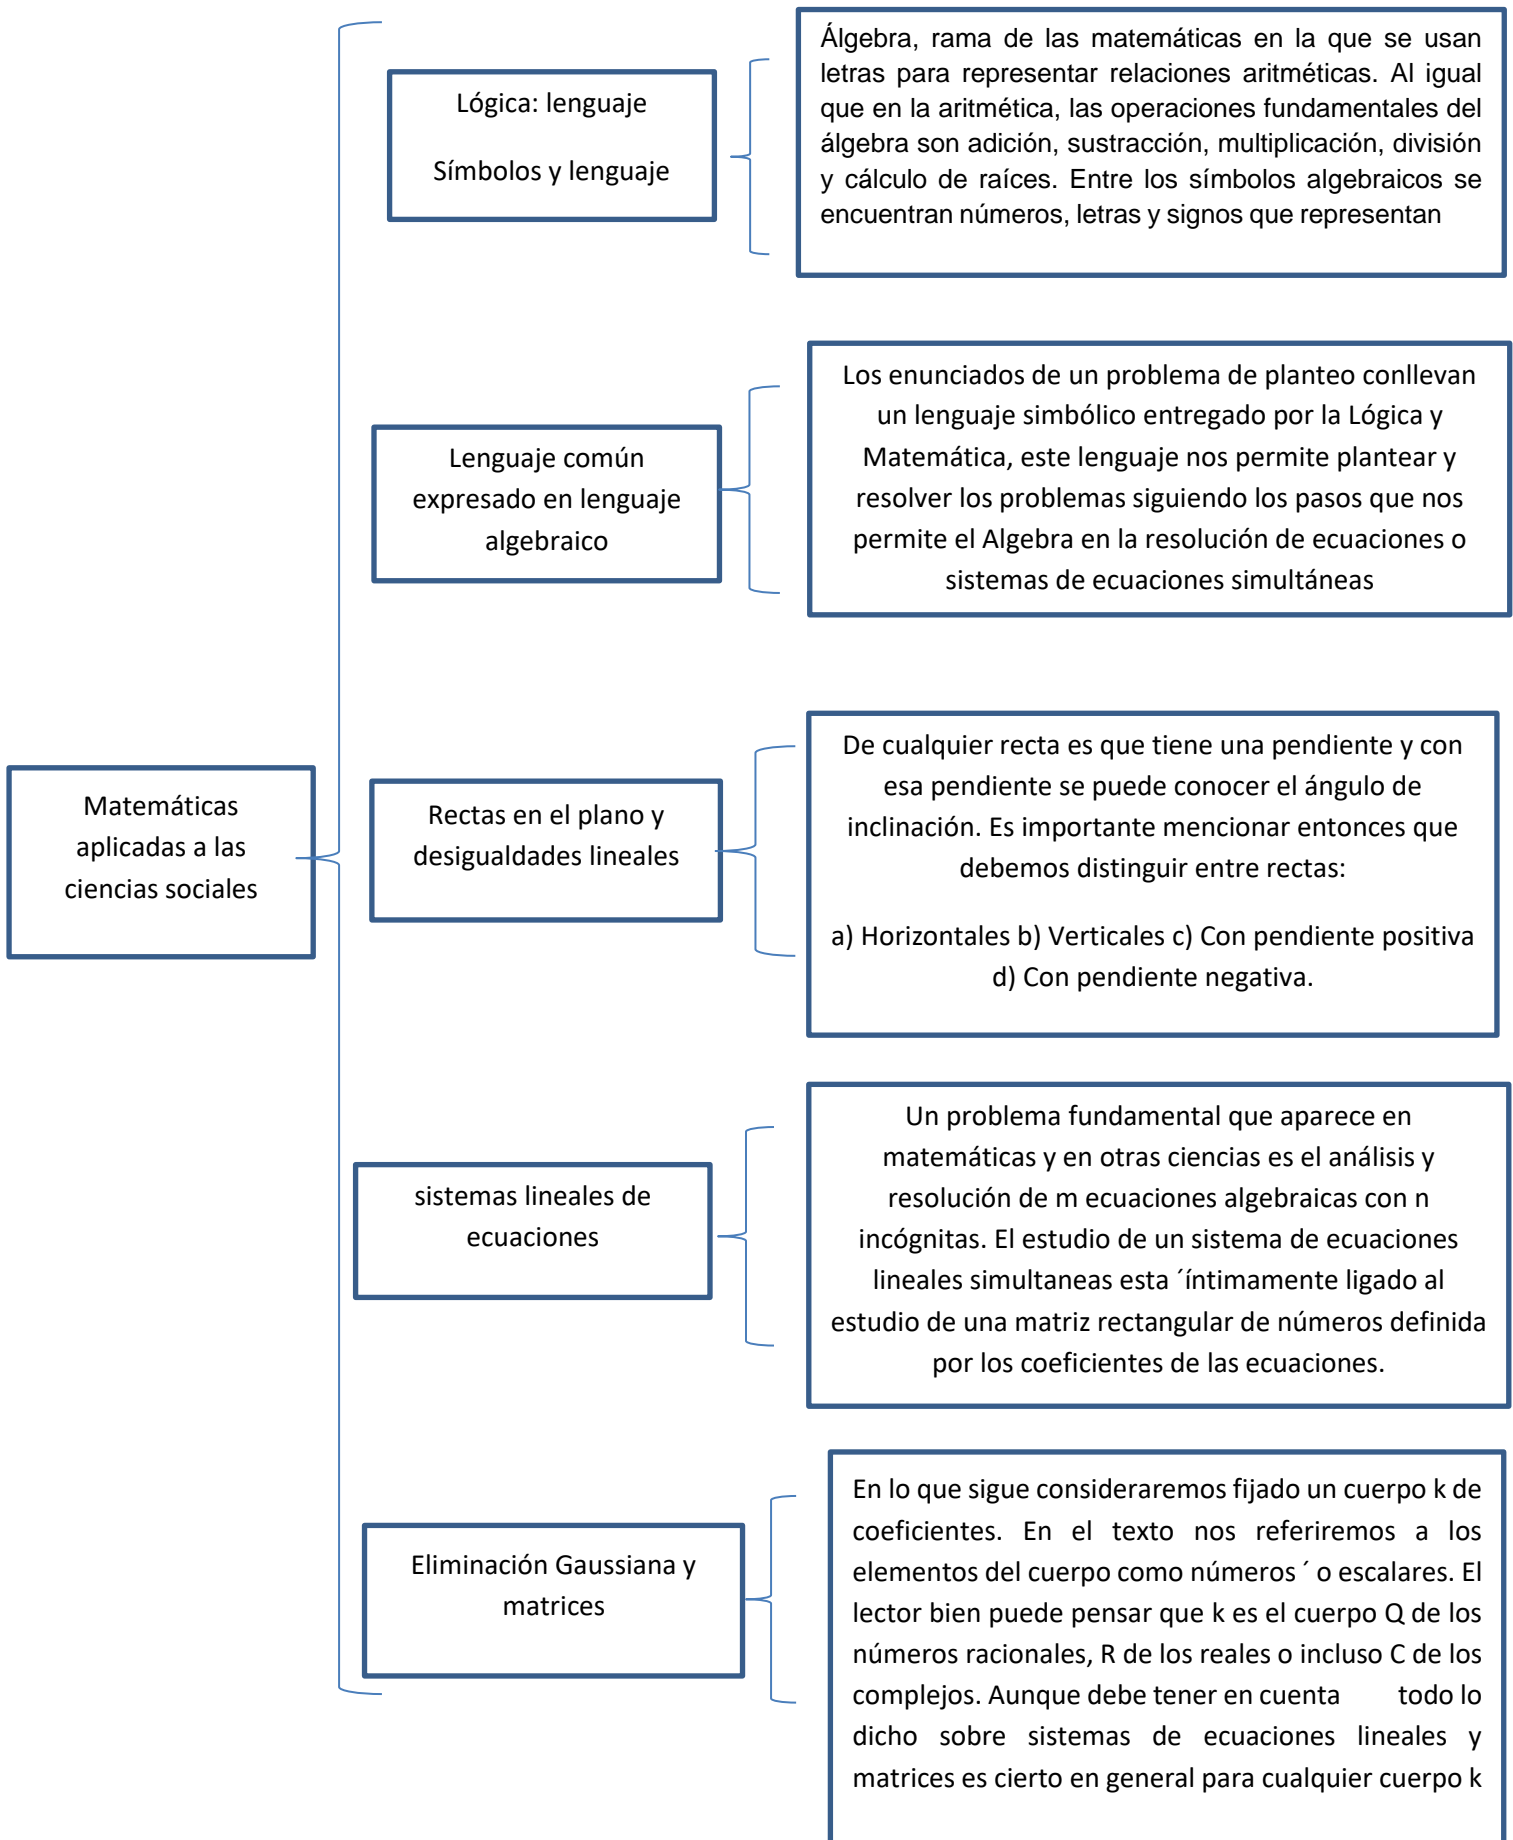 Matemáticas
aplicadas a las
ciencias sociales
Lógica: lenguaje
Símbolos y lenguaje
Álgebra, rama de las matemáticas en la que se usan
letras para representar relaciones aritméticas. Al igual
que en la aritmética, las operaciones fundamentales del
álgebra son adición, sustracción, multiplicación, división
y cálculo de raíces. Entre los símbolos algebraicos se
encuentran números, letras y signos que representan
Lenguaje común
expresado en lenguaje
algebraico
Los enunciados de un problema de planteo conllevan
un lenguaje simbólico entregado por la Lógica y
Matemática, este lenguaje nos permite plantear y
resolver los problemas siguiendo los pasos que nos
permite el Algebra en la resolución de ecuaciones o
sistemas de ecuaciones simultáneas
Rectas en el plano y
desigualdades lineales
De cualquier recta es que tiene una pendiente y con
esa pendiente se puede conocer el ángulo de
inclinación. Es importante mencionar entonces que
debemos distinguir entre rectas:
a) Horizontales b) Verticales c) Con pendiente positiva
d) Con pendiente negativa.
sistemas lineales de
ecuaciones
Un problema fundamental que aparece en
matemáticas y en otras ciencias es el análisis y
resolución de m ecuaciones algebraicas con n
incógnitas. El estudio de un sistema de ecuaciones
lineales simultaneas esta ´íntimamente ligado al
estudio de una matriz rectangular de números definida
por los coeficientes de las ecuaciones.
Eliminación Gaussiana y
matrices
En lo que sigue consideraremos fijado un cuerpo k de
coeficientes. En el texto nos referiremos a los
elementos del cuerpo como números ´ o escalares. El
lector bien puede pensar que k es el cuerpo Q de los
números racionales, R de los reales o incluso C de los
complejos. Aunque debe tener en cuenta todo lo
dicho sobre sistemas de ecuaciones lineales y
matrices es cierto en general para cualquier cuerpo k